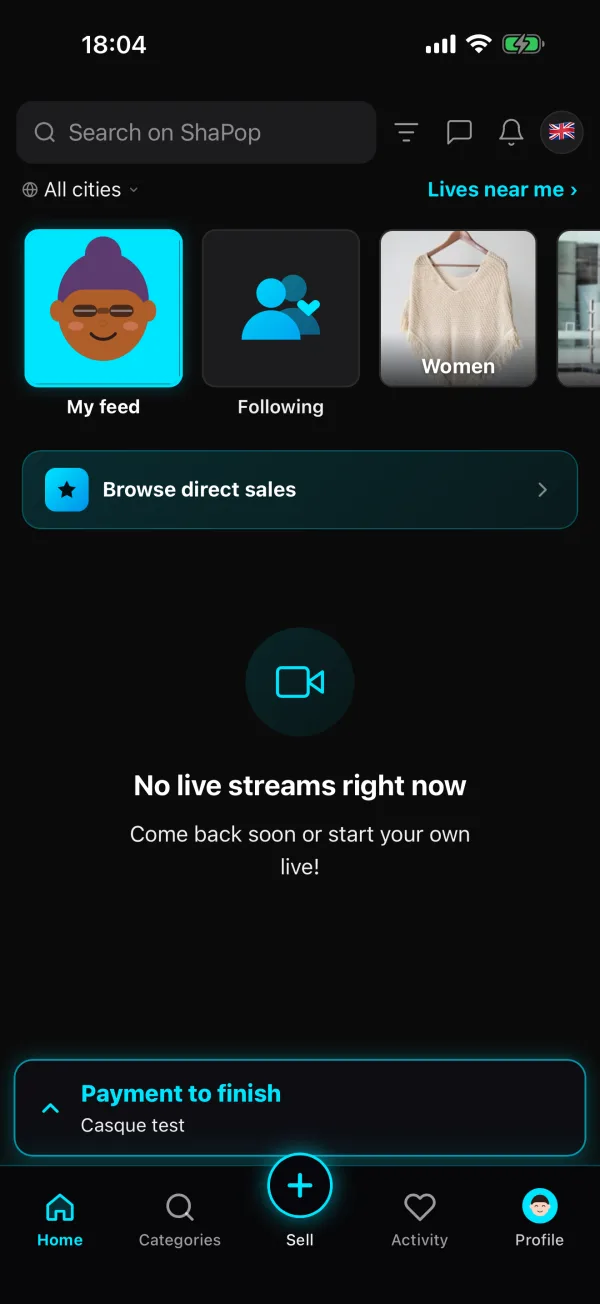 18:04
Search on ShaPop
All cities
Lives near me ›
Women
My feed
Following
Browse direct sales
No live streams right now
Come back soon or start your own
live!
Payment to finish
Casque test
Home
Categories
Sell
Activity
Profile